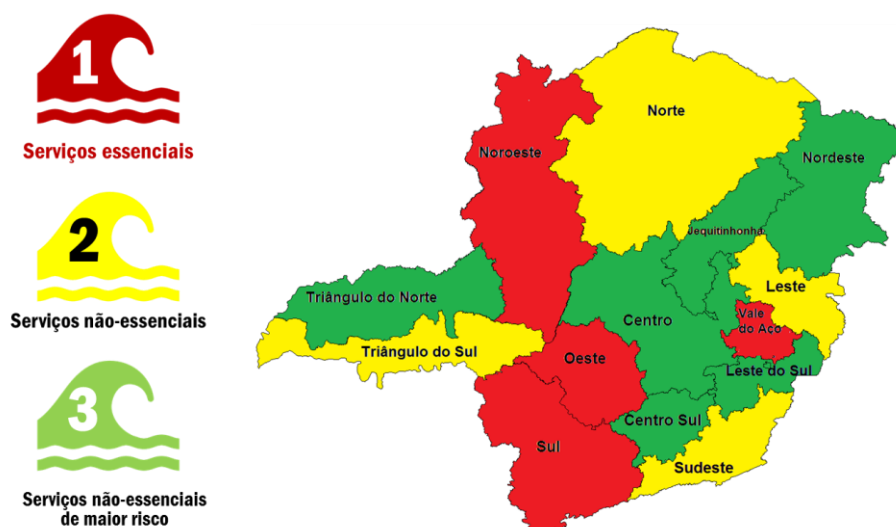 1
Serviços essenciais
2
Serviços não-essenciais
3
Serviços não-essenciais
de maior risco
Norte
Nordeste
Noroeste
Jequitinhonha
Leste
Triângulo do Norte
Centro
Vale
do Aço
Triângulo do Sul
Oeste
Leste do Sul
Centro Sul
Sul
Sudeste